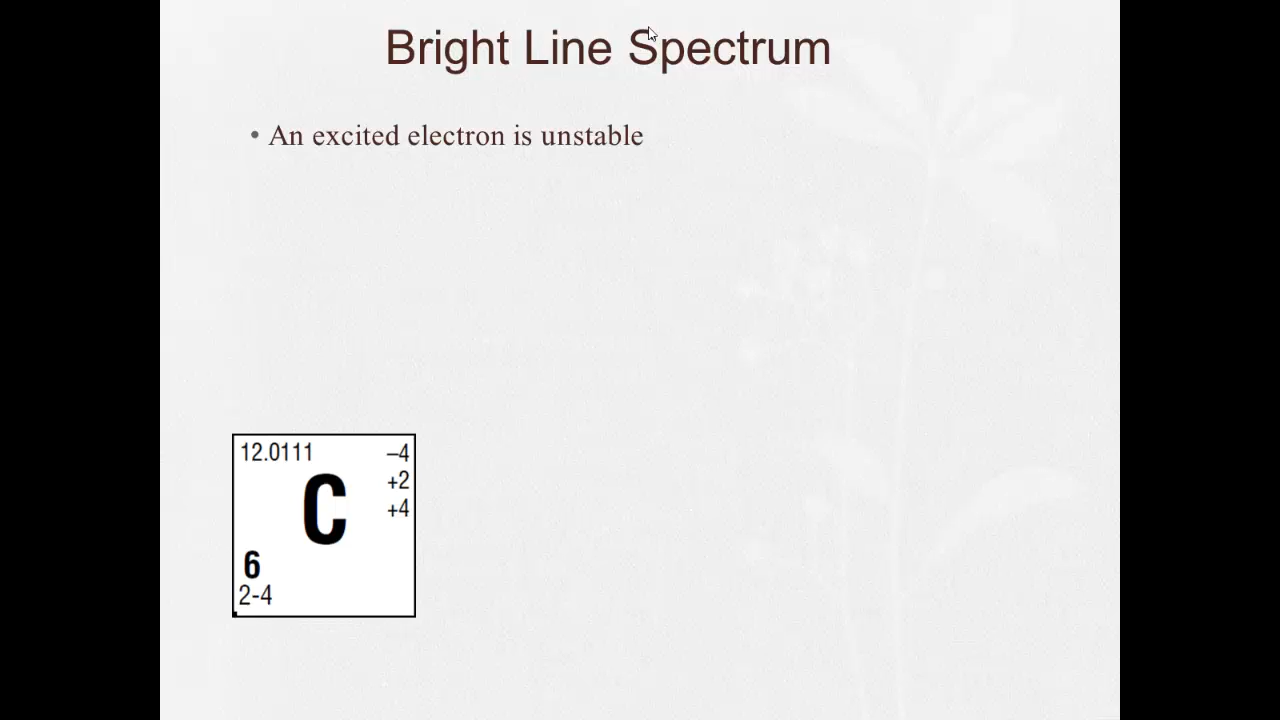 Bright Line Spectrum
• An excited electron is unstable
12.0111
–4
+2
+4
C
6
2-4